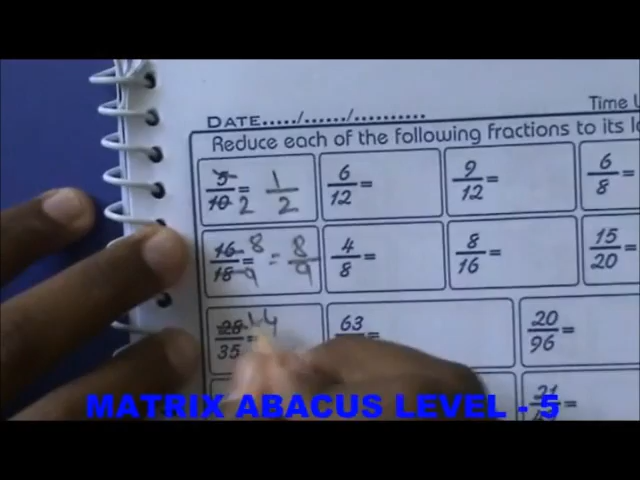 DATE...../....../..........
Time
Reduce each of the following fractions to its
5/10 = 2 1/2
6/12 =
9/12 =
6/8 =
16/18 = 8 9 = 8/9
4/8 =
8/16 =
15/20 =
28/35 = 14
63
20/96 =
21
MATRIX ABACUS LEVEL - 5